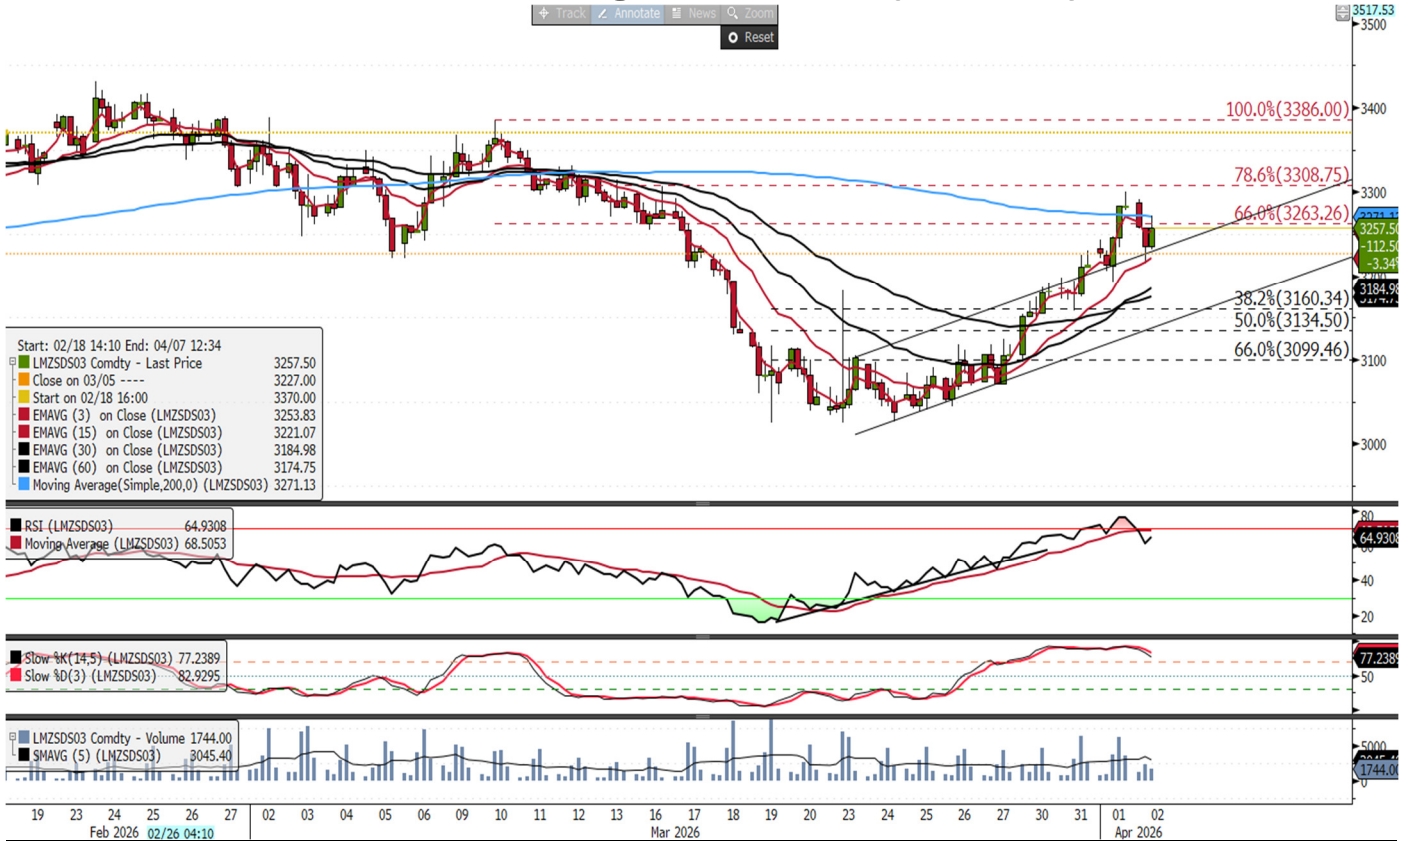 Track Annotate News Zoom
Reset
3517.53
3500
3400
3300
3200
3100
3000
100.0%(3386.00)
78.6%(3308.75)
66.0%(3263.26)
38.2%(3160.34)
50.0%(3134.50)
66.0%(3099.46)
3257.50
-112.50
3184.98
Start: 02/18 14:10 End: 04/07 12:34
LMZSDS03 Comdty - Last Price 3257.50
Close on 03/05 ---- 3227.00
Start on 02/18 16:00 3370.00
EMAVG (3) on Close (LMZSDS03) 3253.83
EMAVG (15) on Close (LMZSDS03) 3221.07
EMAVG (30) on Close (LMZSDS03) 3184.98
EMAVG (60) on Close (LMZSDS03) 3174.75
Moving Average(Simple,200,0) (LMZSDS03) 3271.13
RSI (LMZSDS03) 64.9308
Moving Average (LMZSDS03) 68.5053
80
64.9308
60
40
20
Slow %K(14,5) (LMZSDS03) 77.2389
Slow %D(3) (LMZSDS03) 82.9295
77.2389
50
LMZSDS03 Comdty - Volume 1744.00
SMAVG (5) (LMZSDS03) 3045.40
5000
1744.00
0
19 23 24 25 26 27 02 03 04 05 06 09 10 11 12 13 16 17 18 19 20 23 24 25 26 27 30 31 01 02
Feb 2026 02/26 04:10 Mar 2026 Apr 2026